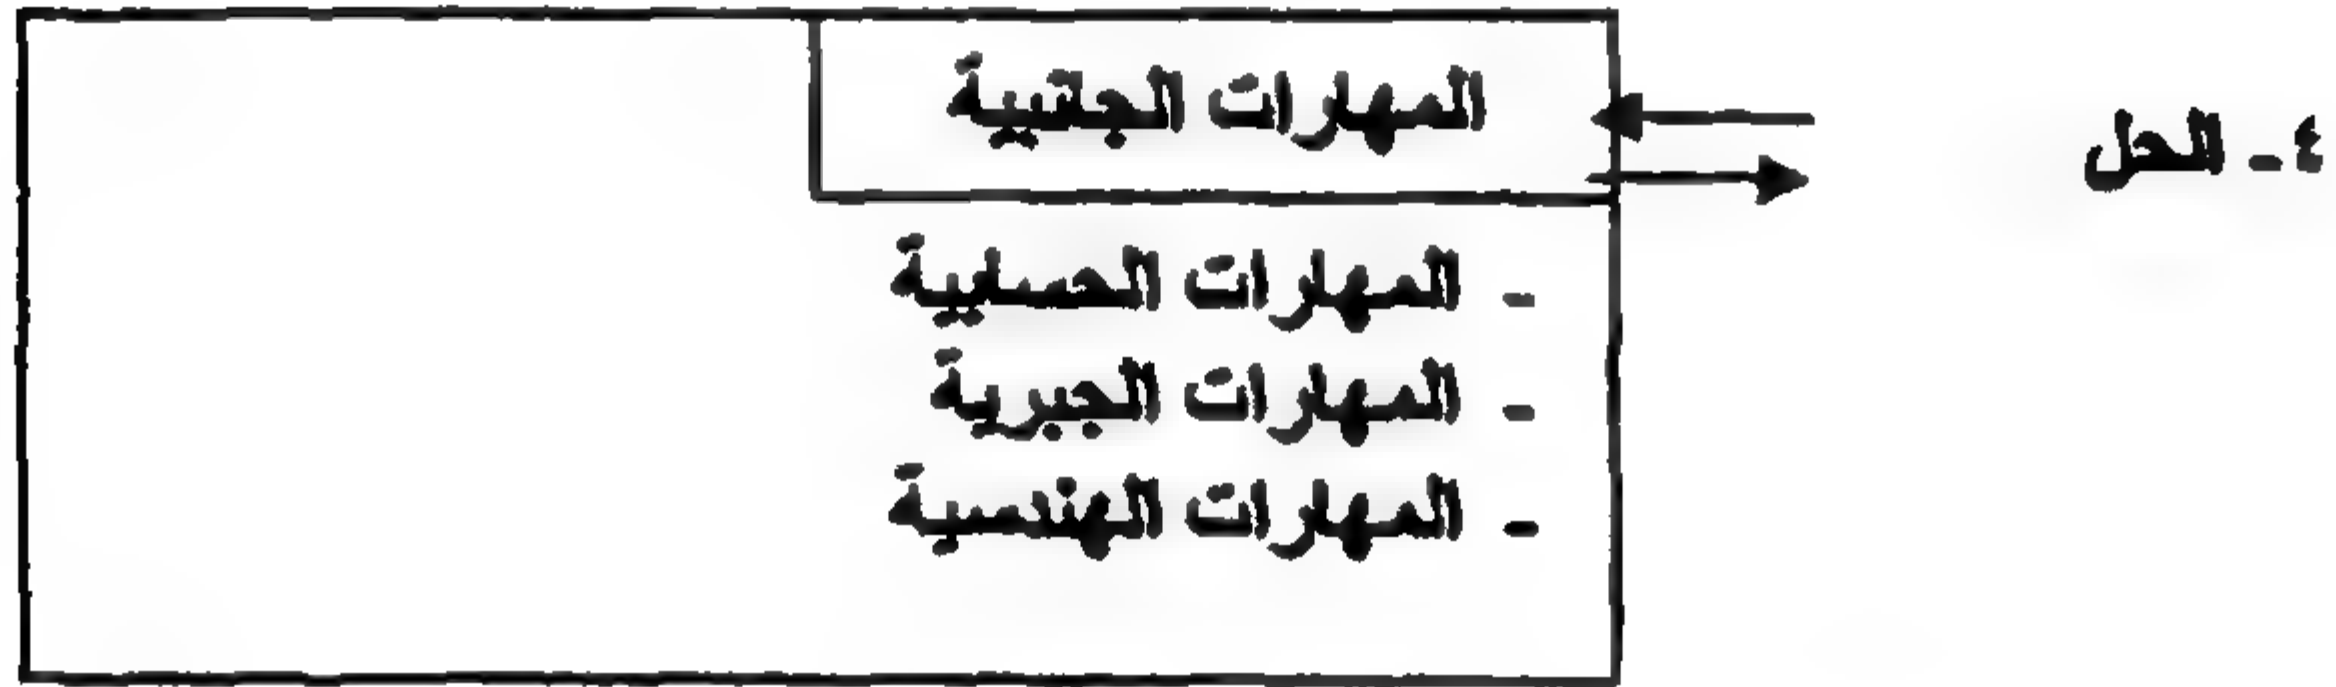 ٤- الحل
المهارات الجانبية
- المهارات الحسابية
- المهارات الجبرية
- المهارات الهندسية